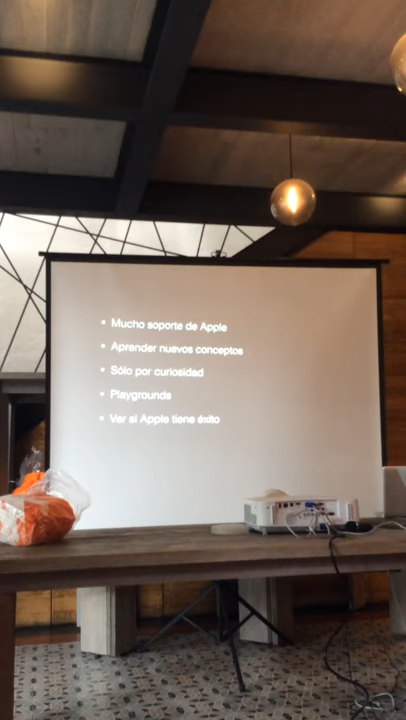 • Mucho soporte de Apple
• Aprender nuevos conceptos
• Sólo por curiosidad
• Playgrounds
• Ver si Apple tiene éxito